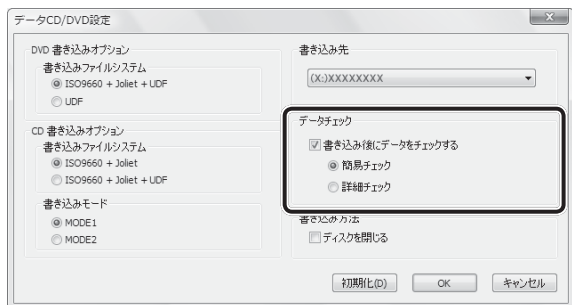 データCD/DVD設定
DVD 書き込みオプション
書き込みファイルシステム
ISO9660 + Joliet + UDF
UDF
CD 書き込みオプション
書き込みファイルシステム
ISO9660 + Joliet
ISO9660 + Joliet + UDF
書き込みモード
MODE1
MODE2
書き込み先
(X:)XXXXXXXX
データチェック
書き込み後にデータをチェックする
簡易チェック
詳細チェック
書き込み方法
ディスクを閉じる
初期化(D)
OK
キャンセル